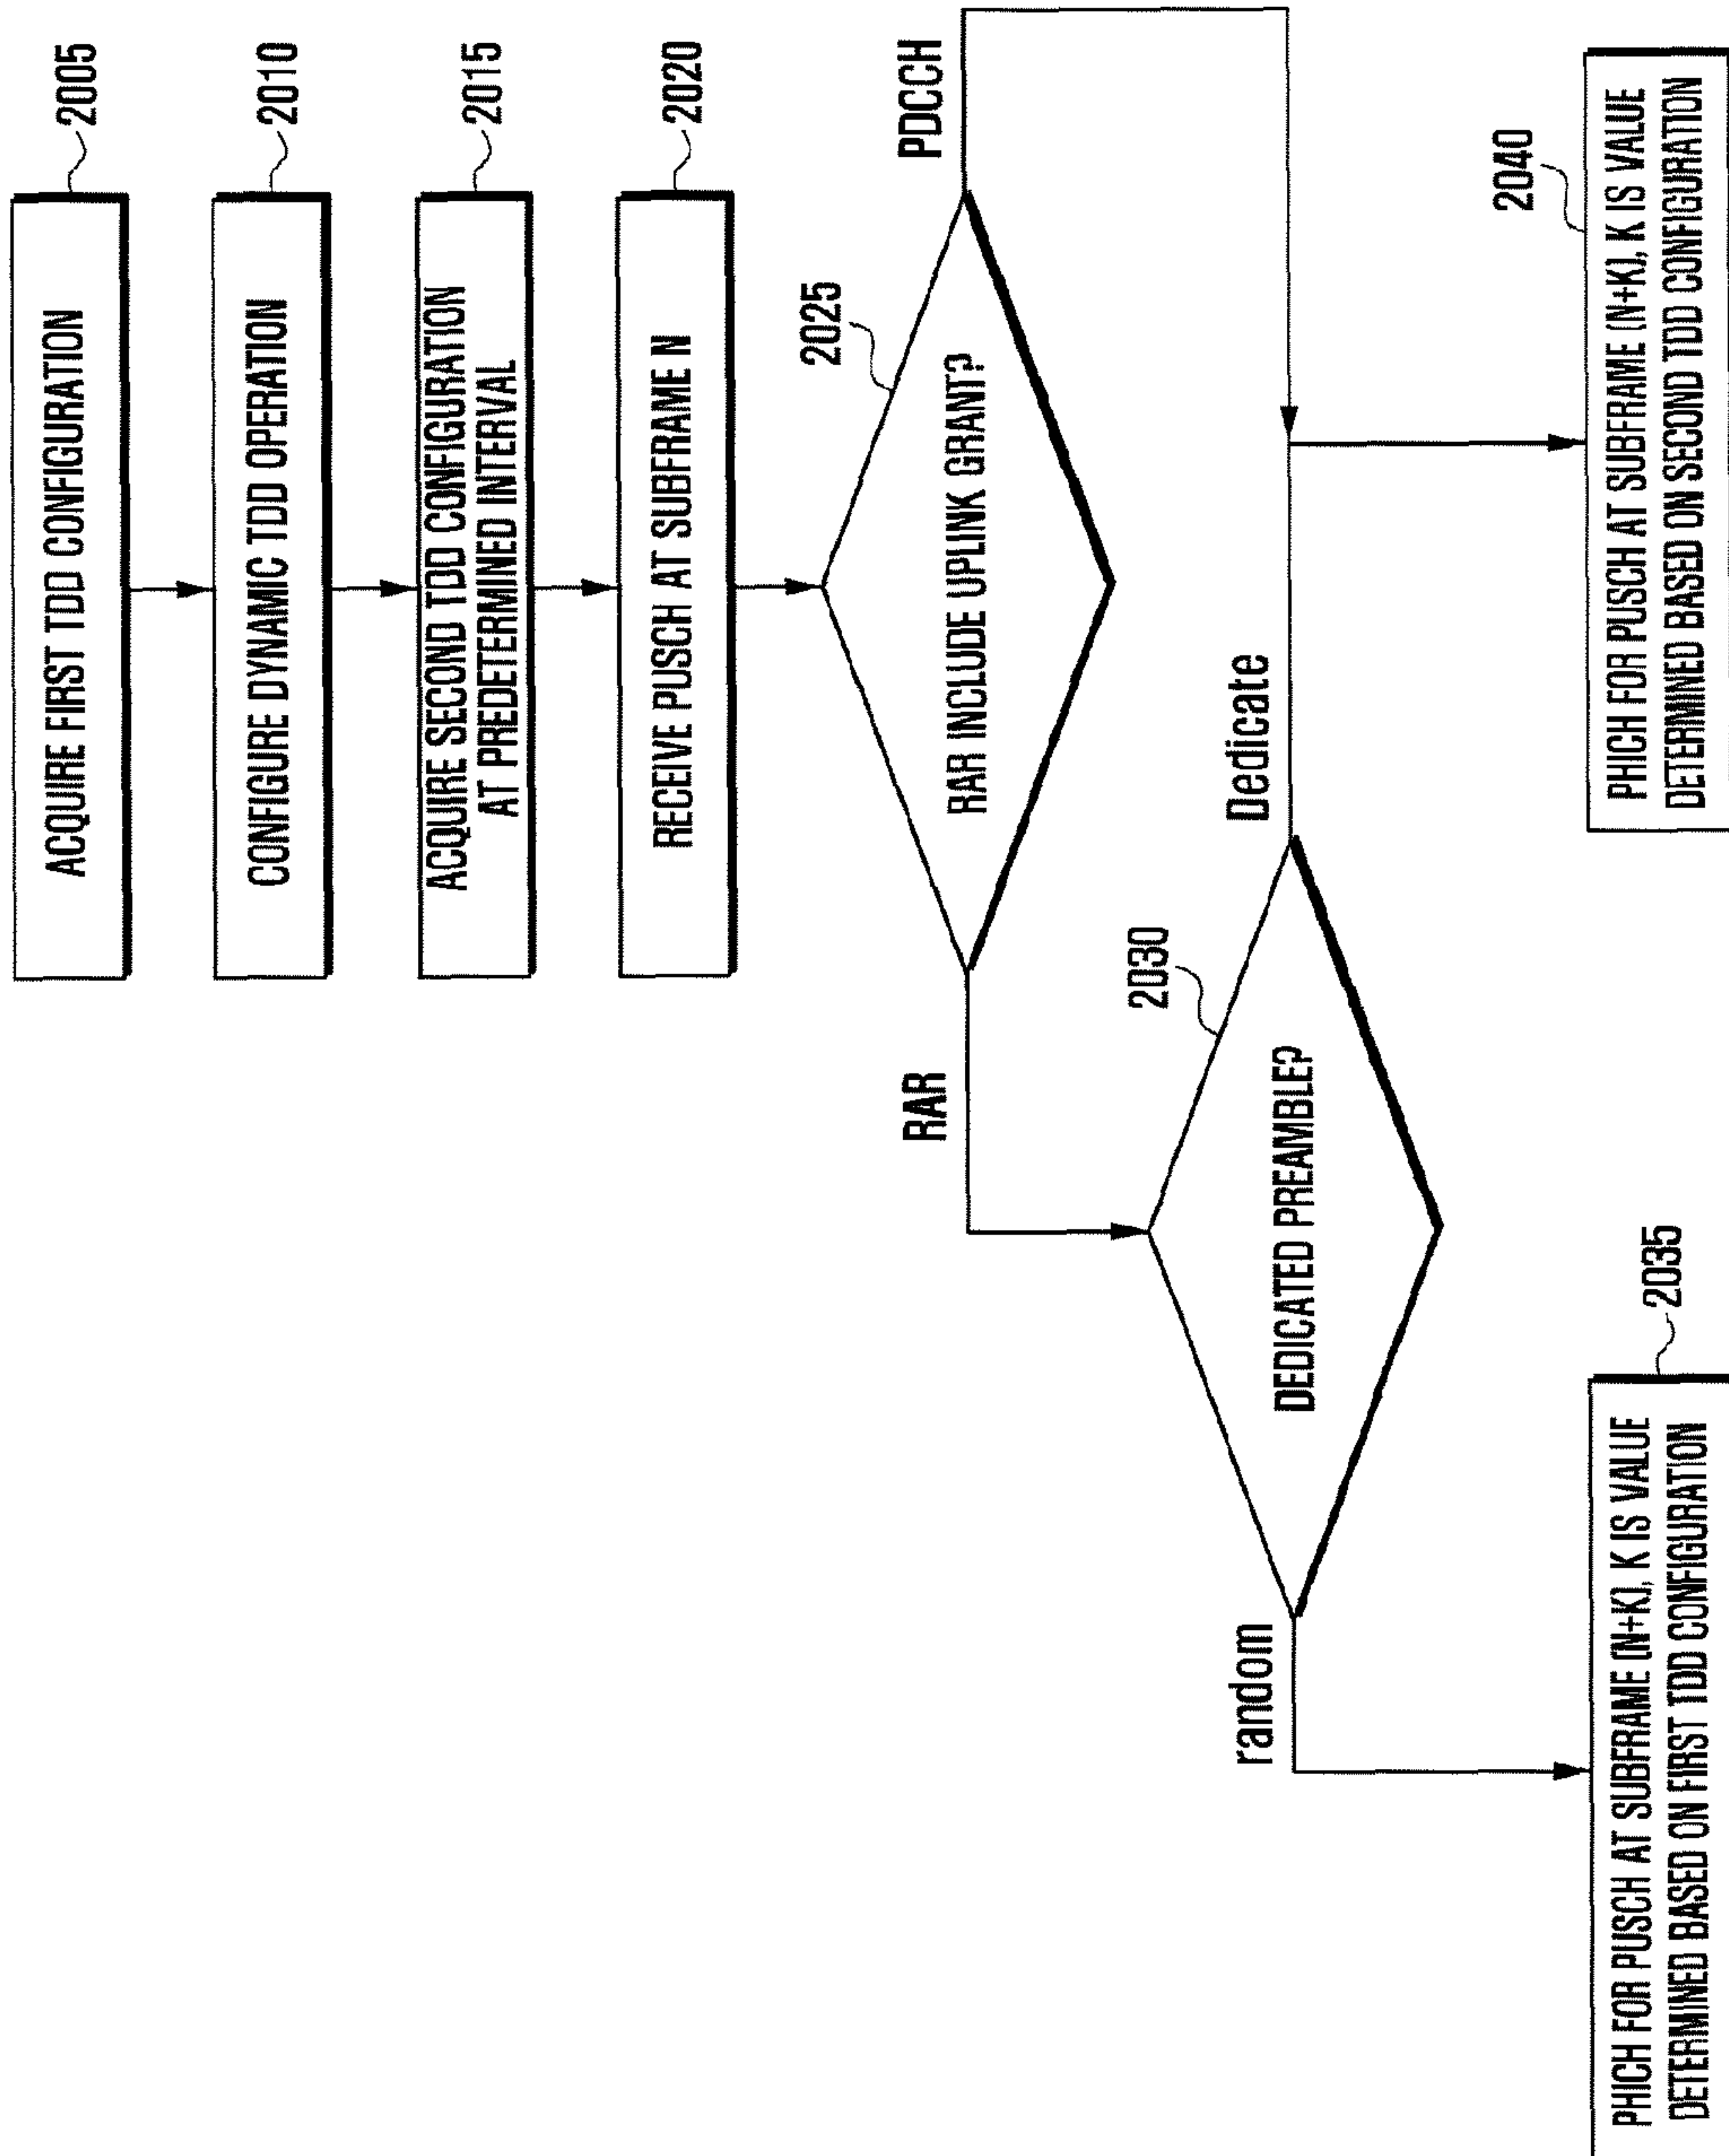 ACQUIRE FIRST TDD CONFIGURATION
2005
CONFIGURE DYNAMIC TDD OPERATION
2010
ACQUIRE SECOND TDD CONFIGURATION
AT PREDETERMINED INTERVAL
2015
RECEIVE PUSCH AT SUBFRAME N
2020
2025
RAR INCLUDE UPLINK GRANT?
RAR
PDCCH
2030
DEDICATED PREAMBLE?
random
Dedicate
PHICH FOR PUSCH AT SUBFRAME (N+K), K IS VALUE
DETERMINED BASED ON FIRST TDD CONFIGURATION
2035
2040
PHICH FOR PUSCH AT SUBFRAME (N+K), K IS VALUE
DETERMINED BASED ON SECOND TDD CONFIGURATION